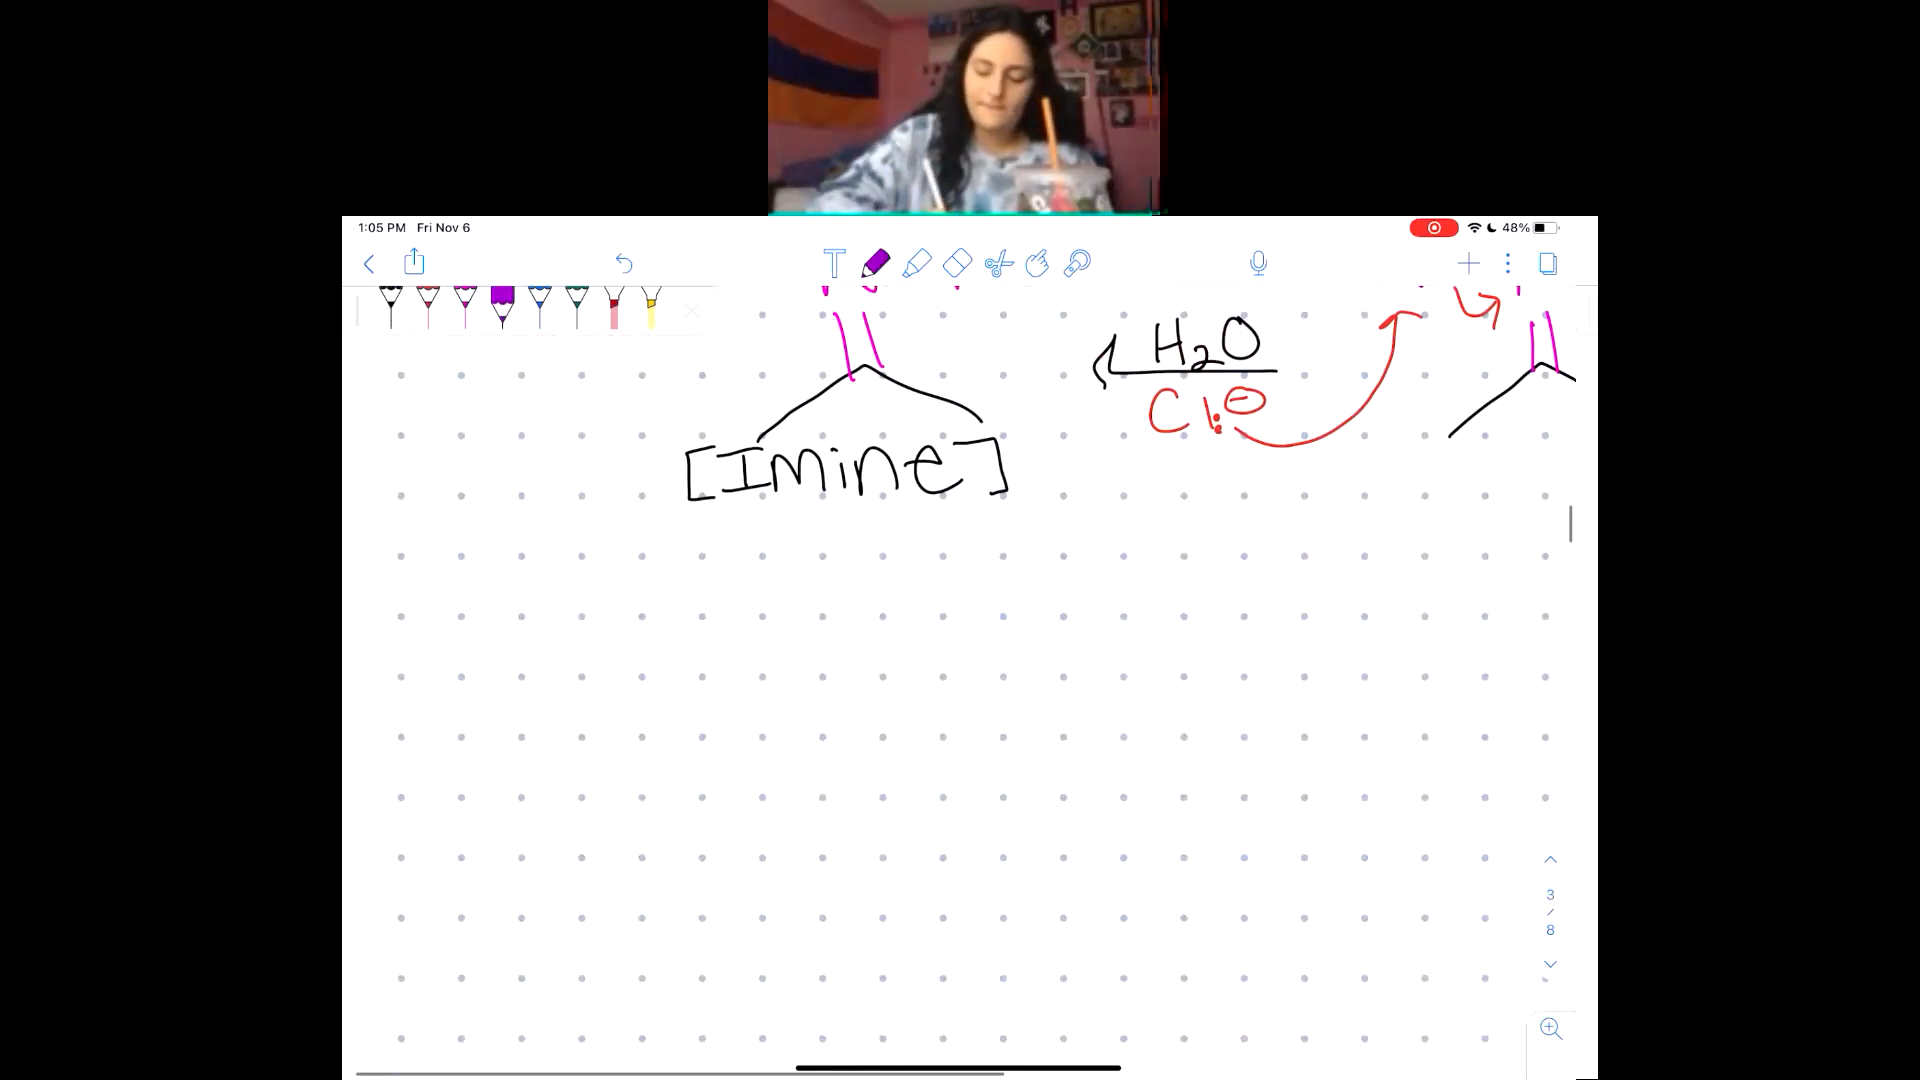 1:05 PM Fri Nov 6
48%
T
H₂O
Cl:⊖
[Imine]
3
/
8